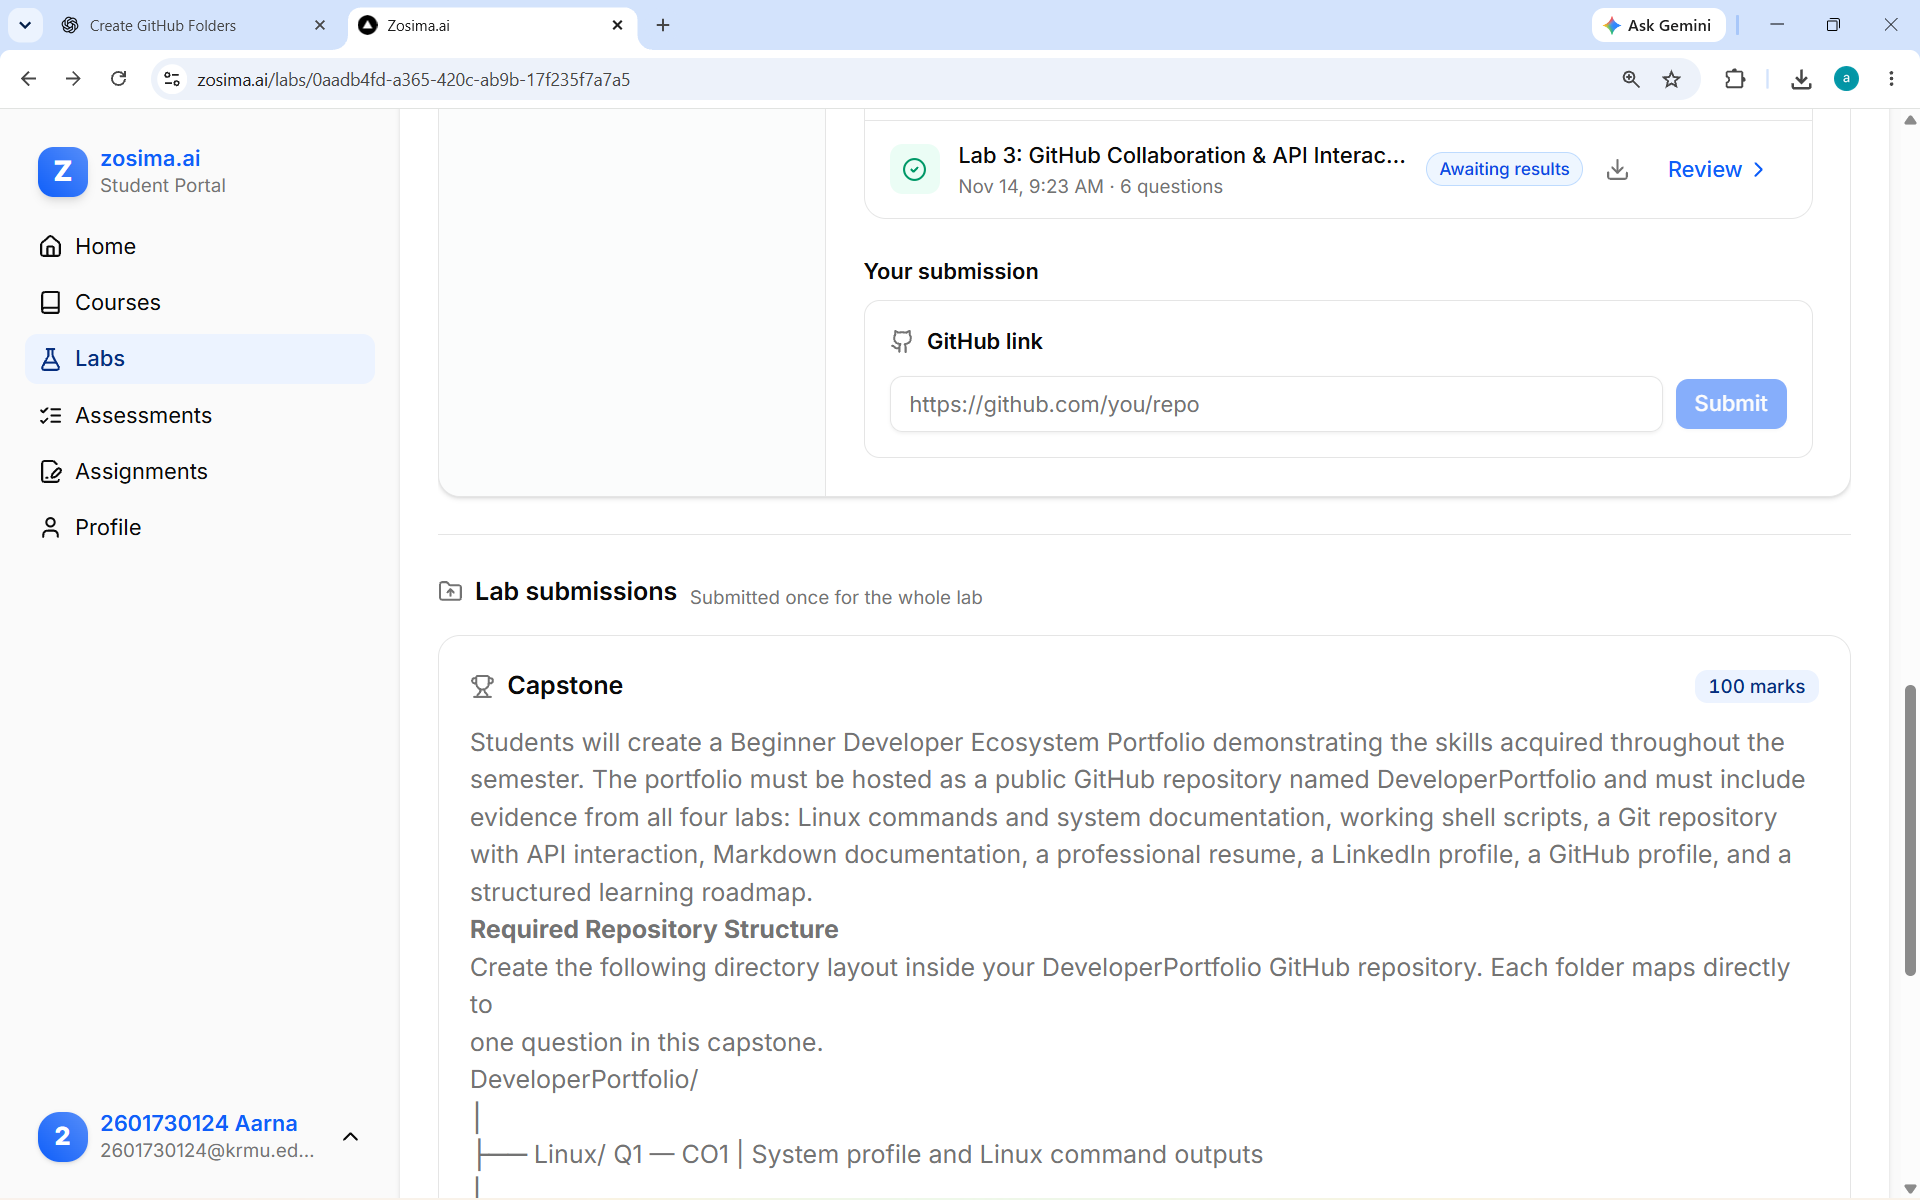 Create GitHub Folders
Zosima.ai
Ask Gemini
zosima.ai/labs/0aadb4fd-a365-420c-ab9b-17f235f7a7a5
a
Z
zosima.ai
Student Portal
Home
Courses
Labs
Assessments
Assignments
Profile
2
2601730124 Aarna
2601730124@krmu.ed...
Lab 3: GitHub Collaboration & API Interac...
Nov 14, 9:23 AM · 6 questions
Awaiting results
Review
Your submission
GitHub link
https://github.com/you/repo
Submit
Lab submissions Submitted once for the whole lab
Capstone
100 marks
Students will create a Beginner Developer Ecosystem Portfolio demonstrating the skills acquired throughout the
semester. The portfolio must be hosted as a public GitHub repository named DeveloperPortfolio and must include
evidence from all four labs: Linux commands and system documentation, working shell scripts, a Git repository
with API interaction, Markdown documentation, a professional resume, a LinkedIn profile, a GitHub profile, and a
structured learning roadmap.
Required Repository Structure
Create the following directory layout inside your DeveloperPortfolio GitHub repository. Each folder maps directly
to
one question in this capstone.
DeveloperPortfolio/
│
├── Linux/ Q1 — CO1 | System profile and Linux command outputs
│